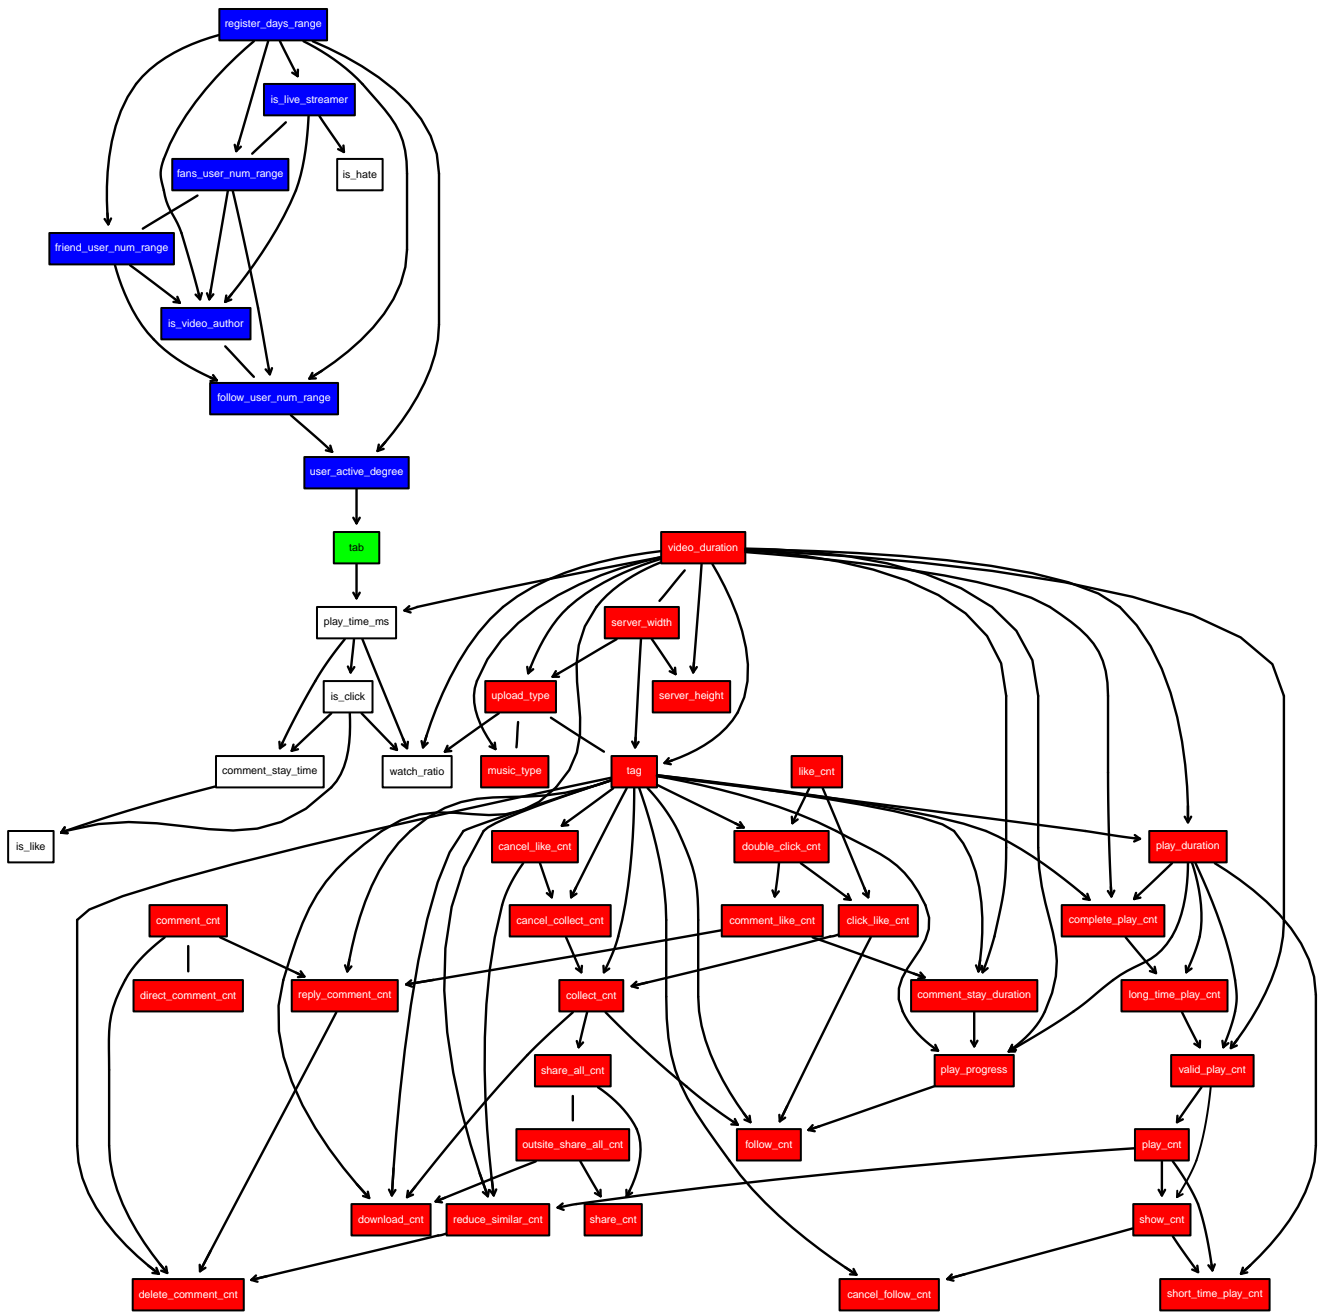 register_days_range
is_live_streamer
fans_user_num_range
is_hate
friend_user_num_range
is_video_author
follow_user_num_range
user_active_degree
tab
video_duration
play_time_ms
server_width
is_click
upload_type
server_height
comment_stay_time
watch_ratio
music_type
tag
like_cnt
is_like
cancel_like_cnt
double_click_cnt
play_duration
comment_cnt
cancel_collect_cnt
comment_like_cnt
click_like_cnt
complete_play_cnt
direct_comment_cnt
reply_comment_cnt
collect_cnt
comment_stay_duration
long_time_play_cnt
share_all_cnt
play_progress
valid_play_cnt
outsite_share_all_cnt
follow_cnt
play_cnt
download_cnt
reduce_similar_cnt
share_cnt
show_cnt
delete_comment_cnt
cancel_follow_cnt
short_time_play_cnt